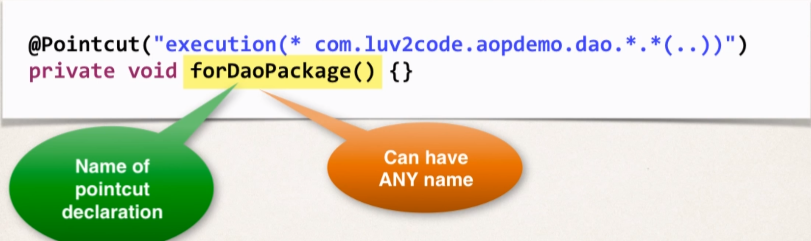 @Pointcut("execution(* com.luv2code.aopdemo.dao.*.*(..))")
private void forDaoPackage() {}
Name of
pointcut
declaration
Can have
ANY name